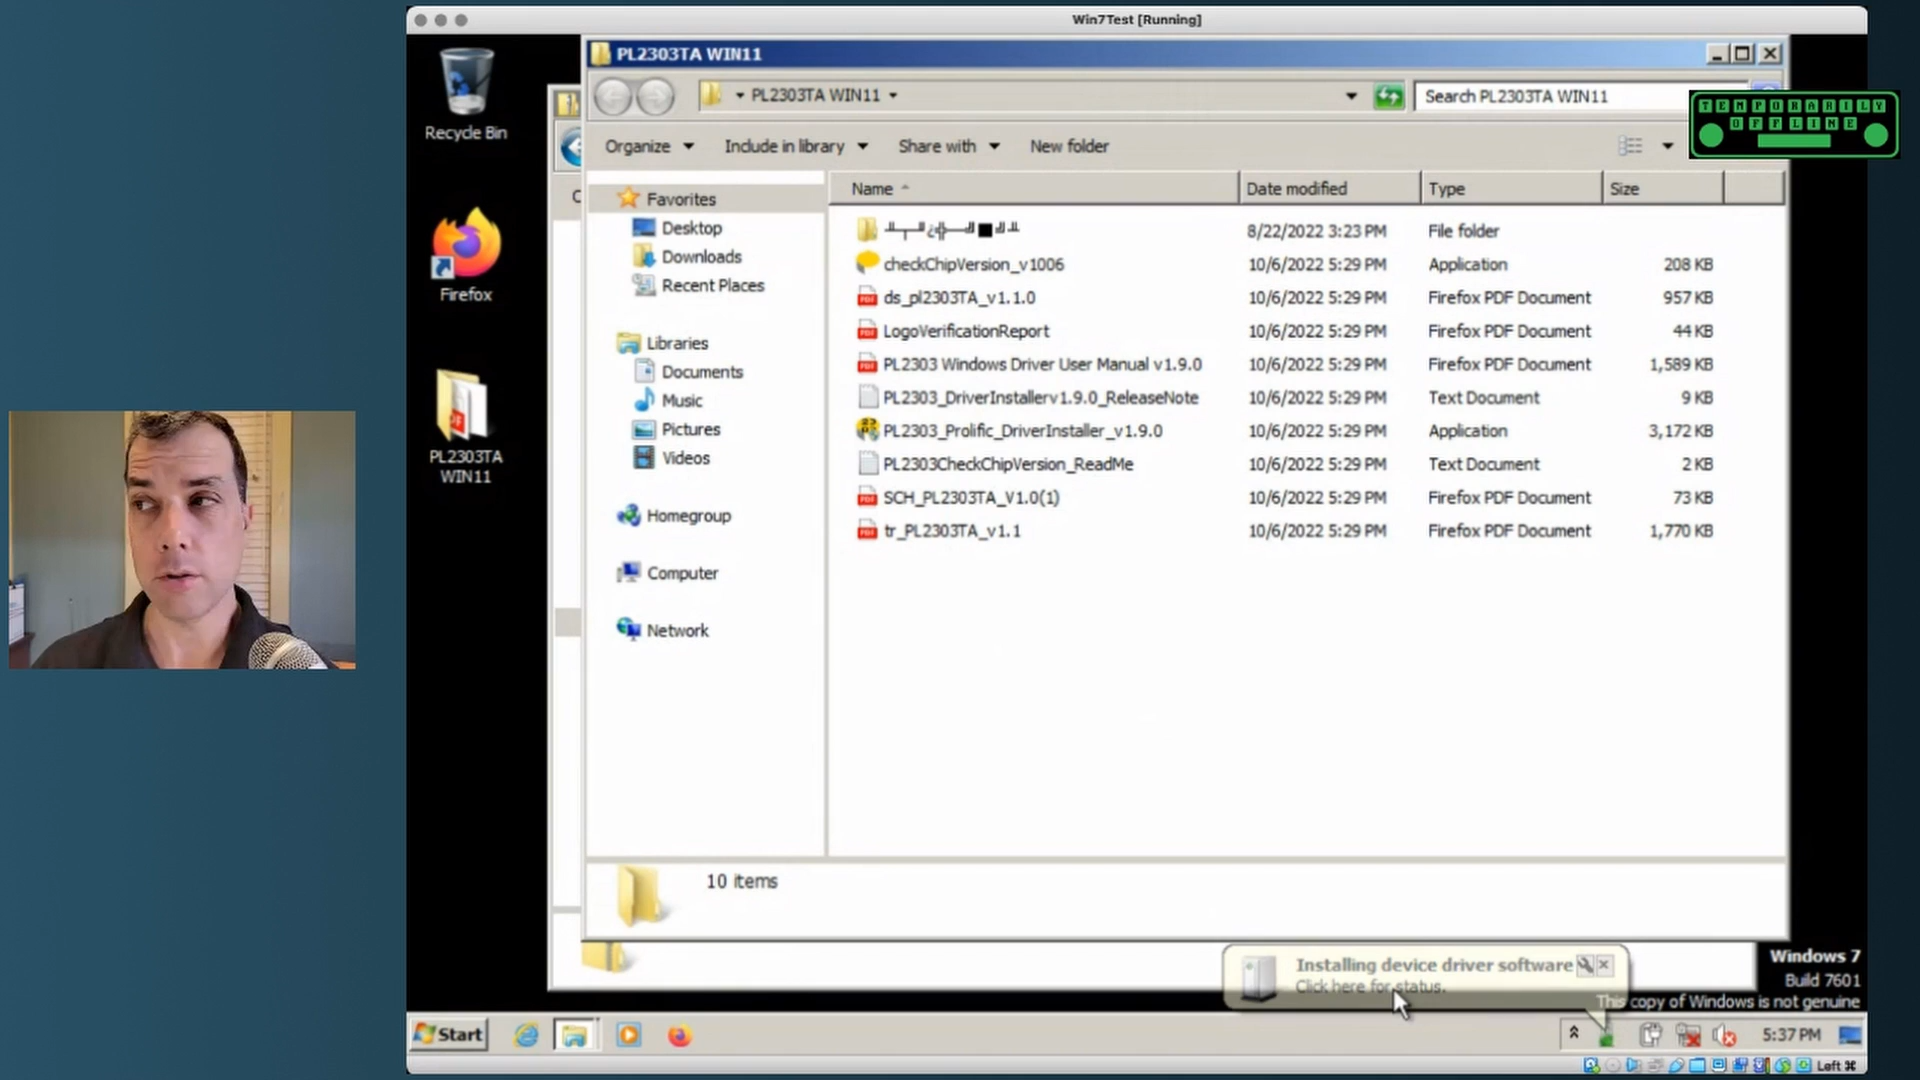 Win7Test [Running]
PL2303TA WIN11
PL2303TA WIN11
Search PL2303TA WIN11
TEMPORARILY
OFFLINE
Organize
Include in library
Share with
New folder
Name
Date modified
Type
Size
8/22/2022 3:23 PM
File folder
checkChipVersion_v1006
10/6/2022 5:29 PM
Application
208 KB
ds_pl2303TA_v1.1.0
10/6/2022 5:29 PM
Firefox PDF Document
957 KB
LogoVerificationReport
10/6/2022 5:29 PM
Firefox PDF Document
44 KB
PL2303 Windows Driver User Manual v1.9.0
10/6/2022 5:29 PM
Firefox PDF Document
1,589 KB
PL2303_DriverInstallerv1.9.0_ReleaseNote
10/6/2022 5:29 PM
Text Document
9 KB
PL2303_Prolific_DriverInstaller_v1.9.0
10/6/2022 5:29 PM
Application
3,172 KB
PL2303CheckChipVersion_ReadMe
10/6/2022 5:29 PM
Text Document
2 KB
SCH_PL2303TA_V1.0(1)
10/6/2022 5:29 PM
Firefox PDF Document
73 KB
tr_PL2303TA_v1.1
10/6/2022 5:29 PM
Firefox PDF Document
1,770 KB
Favorites
Desktop
Downloads
Recent Places
Libraries
Documents
Music
Pictures
Videos
Homegroup
Computer
Network
10 items
Recycle Bin
Firefox
PL2303TA
WIN11
Installing device driver software
Click here for status.
Windows 7
Build 7601
This copy of Windows is not genuine
Start
5:37 PM
Left ⌘